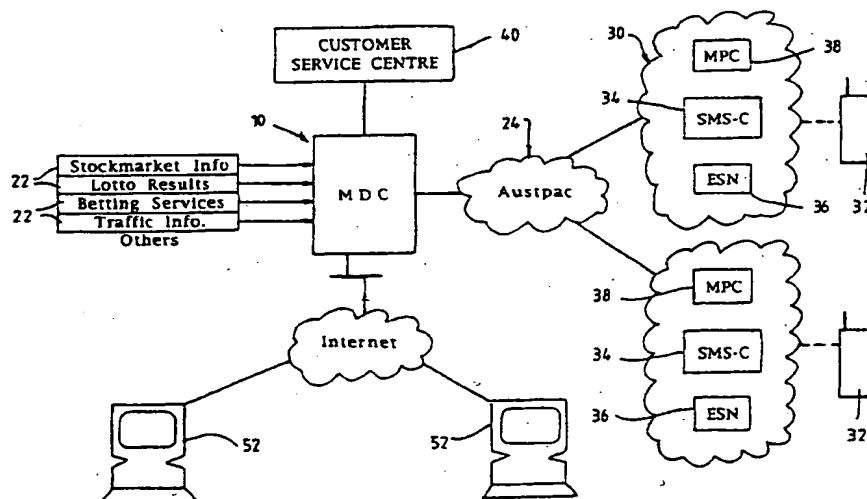 CUSTOMER
SERVICE CENTRE
40
30
MPC
38
34
SMS-C
10
24
22
Stockmarket Info
Lotto Results
22
Betting Services
Traffic Info.
Others
MDC
Austpac
ESN
36
32
38
MPC
Internet
34
SMS-C
36
ESN
32
52
52